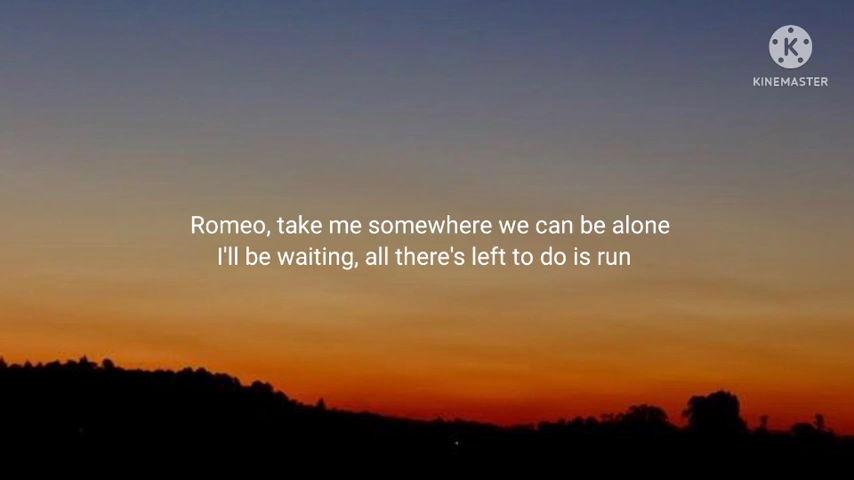 KINEMASTER
Romeo, take me somewhere we can be alone
I'll be waiting, all there's left to do is run